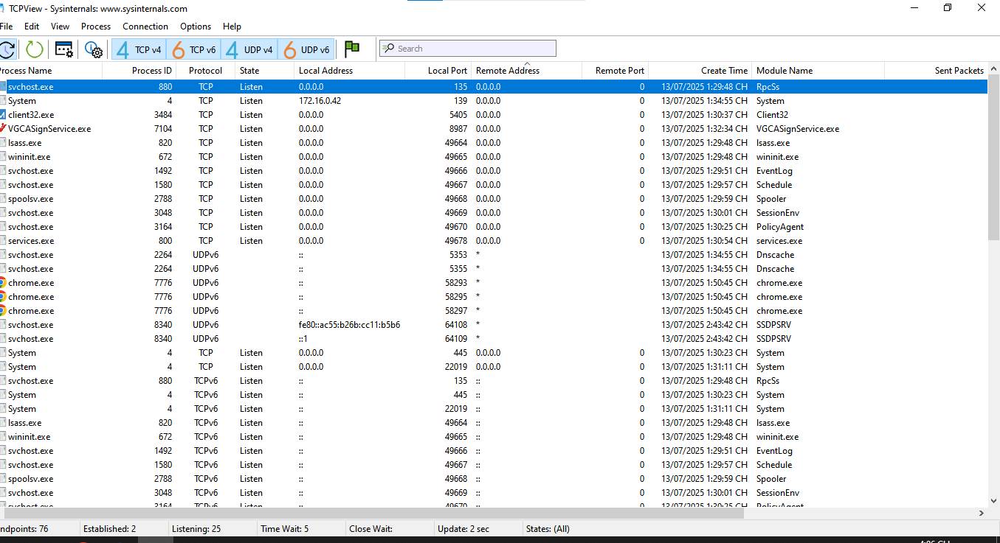 TCPView - Sysinternals: www.sysinternals.com
File Edit View Process Connection Options Help
4 TCP v4 6 TCP v6 4 UDP v4 6 UDP v6 Search
Process Name Process ID Protocol State Local Address Local Port Remote Address Remote Port Create Time Module Name Sent Packets
svchost.exe 880 TCP Listen 0.0.0.0 135 0.0.0.0 0 13/07/2025 1:29:48 CH RpcSs
System 4 TCP Listen 172.16.0.42 139 0.0.0.0 0 13/07/2025 1:34:55 CH System
client32.exe 3484 TCP Listen 0.0.0.0 5405 0.0.0.0 0 13/07/2025 1:30:37 CH Client32
VGCASignService.exe 7104 TCP Listen 0.0.0.0 8987 0.0.0.0 0 13/07/2025 1:32:34 CH VGCASignService.exe
lsass.exe 820 TCP Listen 0.0.0.0 49664 0.0.0.0 0 13/07/2025 1:29:48 CH lsass.exe
wininit.exe 672 TCP Listen 0.0.0.0 49665 0.0.0.0 0 13/07/2025 1:29:48 CH wininit.exe
svchost.exe 1492 TCP Listen 0.0.0.0 49666 0.0.0.0 0 13/07/2025 1:29:51 CH EventLog
svchost.exe 1580 TCP Listen 0.0.0.0 49667 0.0.0.0 0 13/07/2025 1:29:57 CH Schedule
spoolsv.exe 2788 TCP Listen 0.0.0.0 49668 0.0.0.0 0 13/07/2025 1:29:59 CH Spooler
svchost.exe 3048 TCP Listen 0.0.0.0 49669 0.0.0.0 0 13/07/2025 1:30:01 CH SessionEnv
svchost.exe 3164 TCP Listen 0.0.0.0 49670 0.0.0.0 0 13/07/2025 1:30:25 CH PolicyAgent
services.exe 800 TCP Listen 0.0.0.0 49678 0.0.0.0 0 13/07/2025 1:30:54 CH services.exe
svchost.exe 2264 UDPv6 :: 5353 * 13/07/2025 1:34:55 CH Dnscache
svchost.exe 2264 UDPv6 :: 5355 * 13/07/2025 1:34:55 CH Dnscache
chrome.exe 7776 UDPv6 :: 58293 * 13/07/2025 1:50:45 CH chrome.exe
chrome.exe 7776 UDPv6 :: 58295 * 13/07/2025 1:50:45 CH chrome.exe
chrome.exe 7776 UDPv6 :: 58297 * 13/07/2025 1:50:45 CH chrome.exe
svchost.exe 8340 UDPv6 fe80::ac55:b26b:cc11:b5b6 64108 * 13/07/2025 2:43:42 CH SSDPSRV
svchost.exe 8340 UDPv6 ::1 64109 * 13/07/2025 2:43:42 CH SSDPSRV
System 4 TCP Listen 0.0.0.0 445 0.0.0.0 0 13/07/2025 1:30:23 CH System
System 4 TCP Listen 0.0.0.0 22019 0.0.0.0 0 13/07/2025 1:31:11 CH System
svchost.exe 880 TCPv6 Listen :: 135 :: 0 13/07/2025 1:29:48 CH RpcSs
System 4 TCPv6 Listen :: 445 :: 0 13/07/2025 1:30:23 CH System
System 4 TCPv6 Listen :: 22019 :: 0 13/07/2025 1:31:11 CH System
lsass.exe 820 TCPv6 Listen :: 49664 :: 0 13/07/2025 1:29:48 CH lsass.exe
wininit.exe 672 TCPv6 Listen :: 49665 :: 0 13/07/2025 1:29:48 CH wininit.exe
svchost.exe 1492 TCPv6 Listen :: 49666 :: 0 13/07/2025 1:29:51 CH EventLog
svchost.exe 1580 TCPv6 Listen :: 49667 :: 0 13/07/2025 1:29:57 CH Schedule
spoolsv.exe 2788 TCPv6 Listen :: 49668 :: 0 13/07/2025 1:29:59 CH Spooler
svchost.exe 3048 TCPv6 Listen :: 49669 :: 0 13/07/2025 1:30:01 CH SessionEnv
svchost.exe 3164 TCPv6 Listen :: 49670 :: 0 13/07/2025 1:30:25 CH PolicyAgent
ndpoints: 76 Established: 2 Listening: 25 Time Wait: 5 Close Wait: Update: 2 sec States: (All)